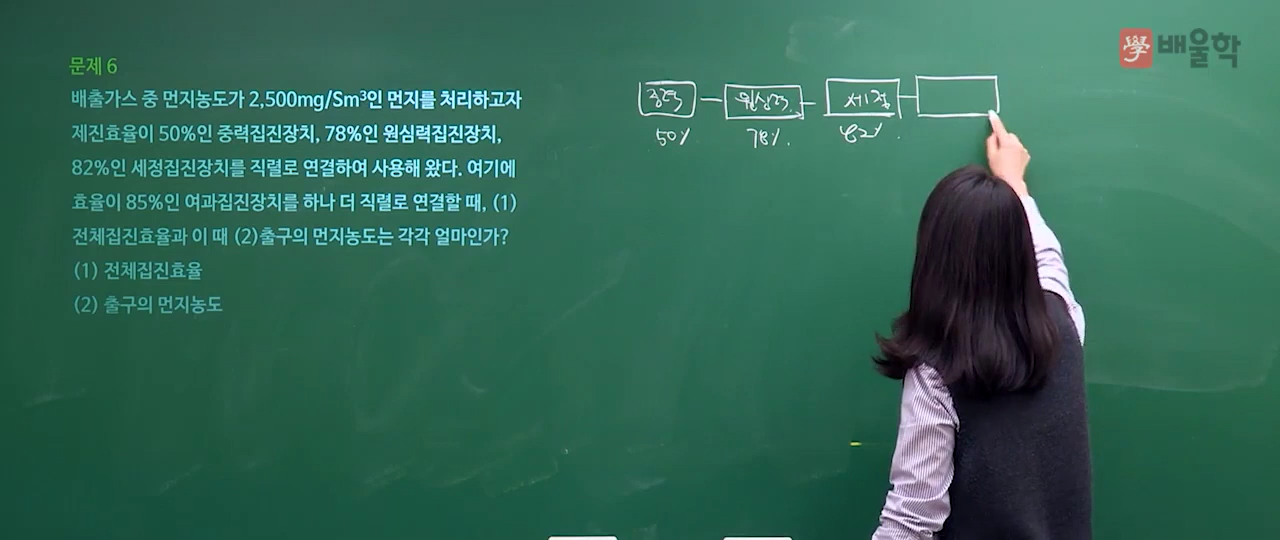 學 배울학
문제 6
배출가스 중 먼지농도가 2,500mg/Sm³인 먼지를 처리하고자
제진효율이 50%인 중력집진장치, 78%인 원심력집진장치,
82%인 세정집진장치를 직렬로 연결하여 사용해 왔다. 여기에
효율이 85%인 여과집진장치를 하나 더 직렬로 연결할 때, (1)
전체집진효율과 이 때 (2)출구의 먼지농도는 각각 얼마인가?
(1) 전체집진효율
(2) 출구의 먼지농도
중력 원심력 세정
50% 78% 82%